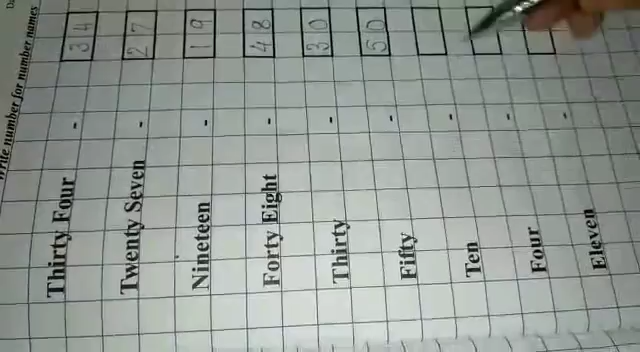 Write number for number names
Thirty Four - 34
Twenty Seven - 27
Nineteen - 19
Forty Eight - 48
Thirty - 30
Fifty - 50
Ten -
Four -
Eleven -